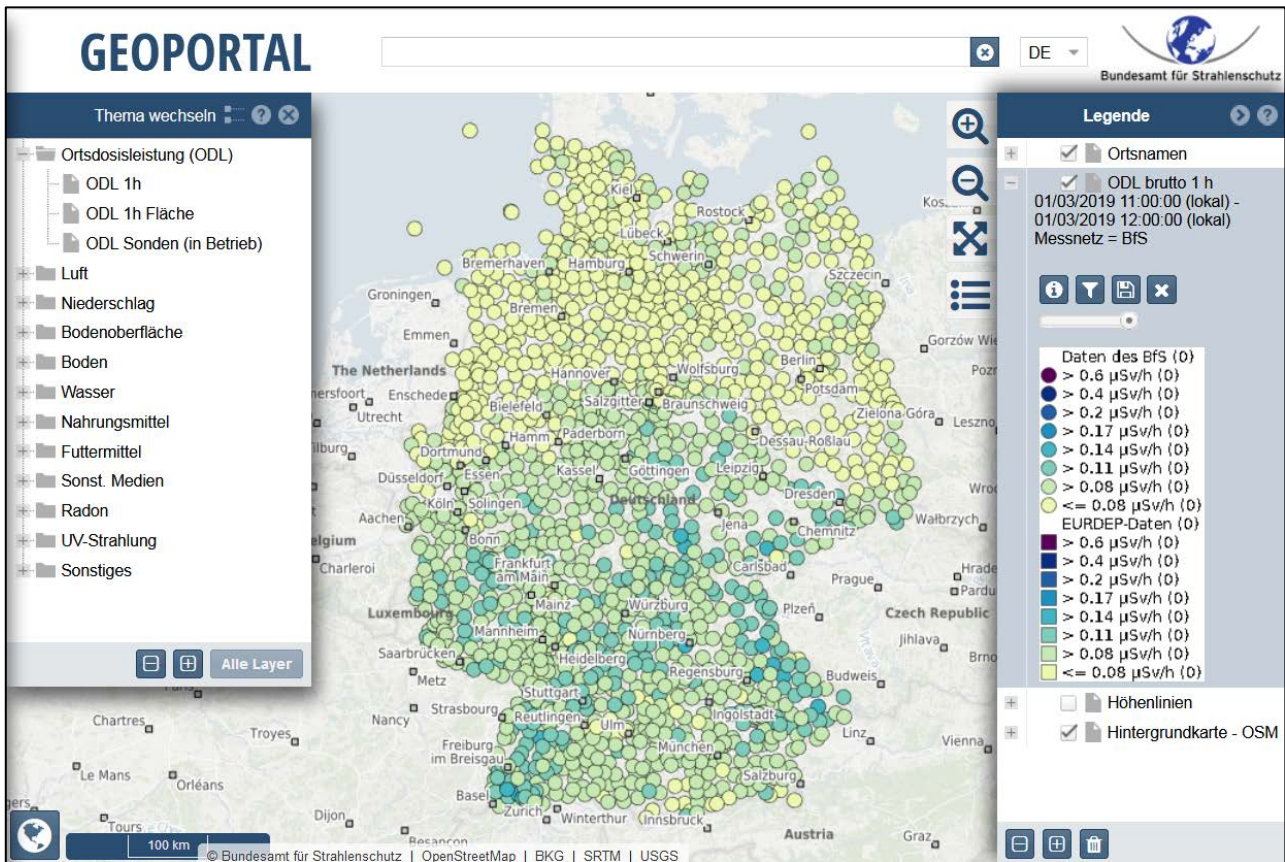 GEOPORTAL
DE
Bundesamt für Strahlenschutz
Thema wechseln
Ortsdosisleistung (ODL)
ODL 1h
ODL 1h Fläche
ODL Sonden (in Betrieb)
Luft
Niederschlag
Bodenoberfläche
Boden
Wasser
Nahrungsmittel
Futtermittel
Sonst. Medien
Radon
UV-Strahlung
Sonstiges
Alle Layer
Kiel
Rostock
Lübeck
Schwerin
Bremerhaven
Hamburg
Szczecin
Groningen
Bremen
Emmen
Gorzów
The Netherlands
Hannover
Wolfsburg
Berlin
Potsdam
Enschede
Utrecht
Bielefeld
Salzgitter
Braunschweig
Zielona Góra
Leszno
Hamm
Paderborn
Dessau-Roßlau
Dortmund
Düsseldorf
Essen
Kassel
Göttingen
Leipzig
Deutschland
Köln
Solingen
Dresden
Aachen
Jena
Chemnitz
Wałbrzych
Bonn
Charleroi
Frankfurt
am Main
Carlsbad
Prague
Luxembourg
Mainz
Würzburg
Plzeň
Czech Republic
Mannheim
Nürnberg
Jihlava
Saarbrücken
Heidelberg
Metz
Regensburg
Budweis
Brno
Stuttgart
Chartres
Nancy
Strasbourg
Reutlingen
Ulm
Ingolstadt
Troyes
Linz
Vienna
Freiburg
im Breisgau
München
Le Mans
Orléans
Salzburg
Basel
Zurich
Winterthur
Innsbruck
Dijon
Tours
Austria
Besançon
Graz
100 km
© Bundesamt für Strahlenschutz | OpenStreetMap | BKG | SRTM | USGS
Legende
Ortsnamen
ODL brutto 1 h
01/03/2019 11:00:00 (lokal) -
01/03/2019 12:00:00 (lokal)
Messnetz = BfS
Daten des BfS (0)
> 0.6 µSv/h (0)
> 0.4 µSv/h (0)
> 0.2 µSv/h (0)
> 0.17 µSv/h (0)
> 0.14 µSv/h (0)
> 0.11 µSv/h (0)
> 0.08 µSv/h (0)
<= 0.08 µSv/h (0)
EURDEP-Daten (0)
> 0.6 µSv/h (0)
> 0.4 µSv/h (0)
> 0.2 µSv/h (0)
> 0.17 µSv/h (0)
> 0.14 µSv/h (0)
> 0.11 µSv/h (0)
> 0.08 µSv/h (0)
<= 0.08 µSv/h (0)
Höhenlinien
Hintergrundkarte - OSM